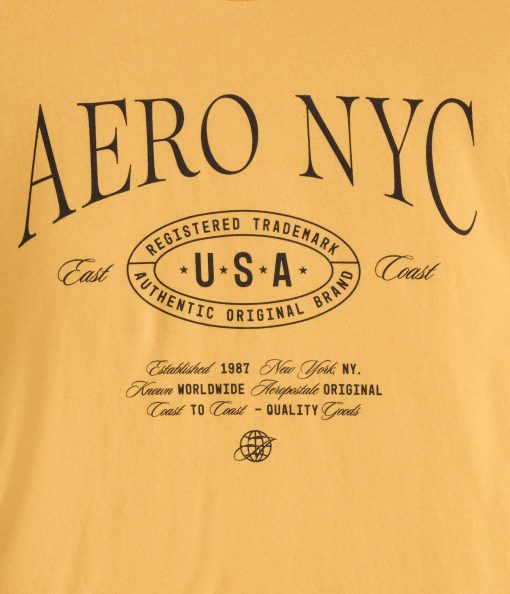 AERO NYC
REGISTERED TRADEMARK
East ★ U ★ S ★ A ★ Coast
AUTHENTIC ORIGINAL BRAND
Established 1987 New York, NY.
Known WORLDWIDE Aeropostale ORIGINAL
Coast TO Coast - QUALITY Goods